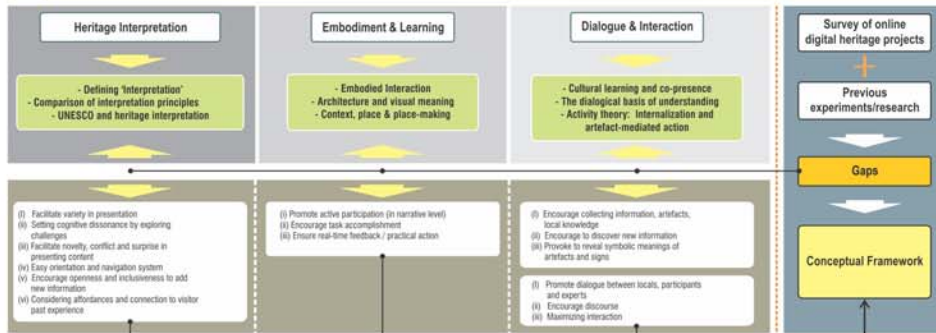 Heritage Interpretation
- Defining 'Interpretation'
- Comparison of interpretation principles
- UNESCO and heritage interpretation
(I) Facilitate variety in presentation
(ii) Setting cognitive dissonance by exploring
challenges
(iii) Facilitate novelty, conflict and surprise in
presenting content
(iv) Easy orientation and navigation system
(v) Encourage openness and inclusiveness to add
new information
(vi) Considering affordances and connection to visitor
past experience
Embodiment & Learning
- Embodied Interaction
- Architecture and visual meaning
- Context, place & place-making
(i) Promote active participation (in narrative level)
(ii) Encourage task accomplishment
(iii) Ensure real-time feedback / practical action
Dialogue & Interaction
- Cultural learning and co-presence
- The dialogical basis of understanding
- Activity theory: Internalization and
artefact-mediated action
(I) Encourage collecting information, artefacts,
local knowledge
(ii) Encourage to discover new information
(iii) Provoke to reveal symbolic meanings of
artefacts and signs
(I) Promote dialogue between locals, participants
and experts
(ii) Encourage discourse
(iii) Maximizing interaction
Survey of online
digital heritage projects
+
Previous
experiments/research
Gaps
Conceptual Framework